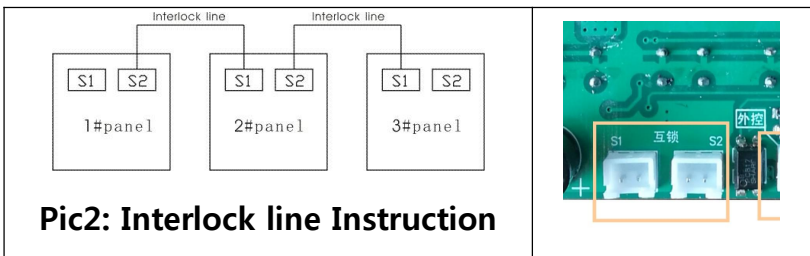 Interlock line Interlock line
S1 S2 S1 S2 S1 S2
1#panel 2#panel 3#panel
Pic2: Interlock line Instruction
外控
互锁
S1 S2
+